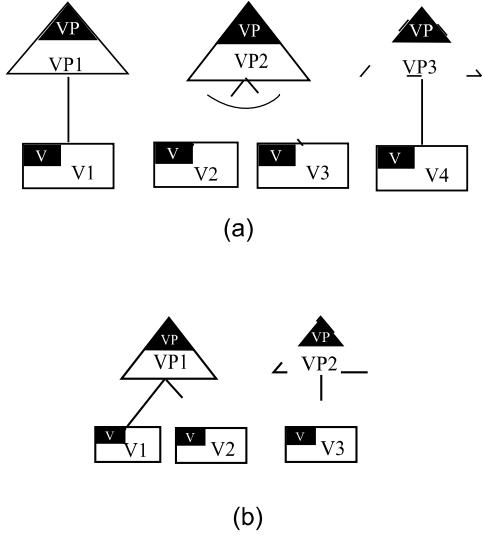 VP VP VP
VP1 VP2 VP3
V V V V
V1 V2 V3 V4
(a)
VP VP
VP1 VP2
V V V
V1 V2 V3
(b)